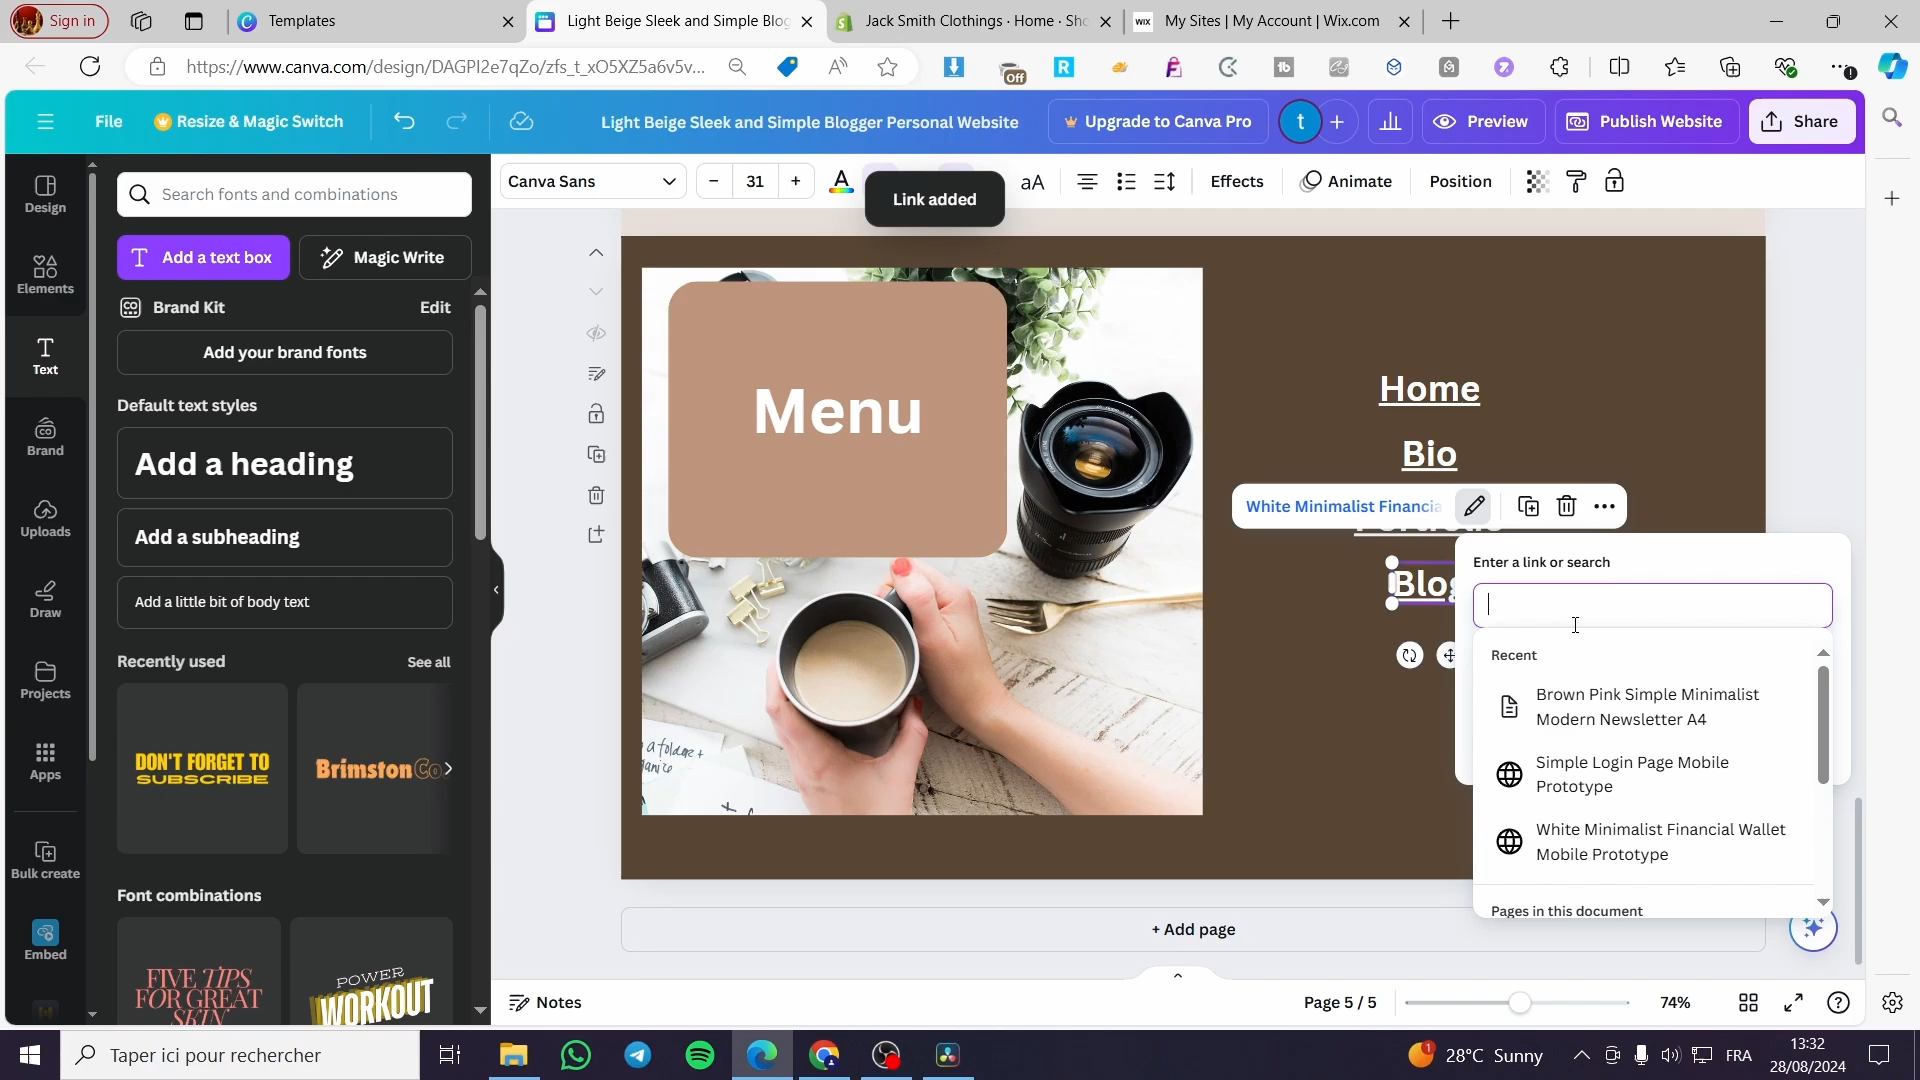 Sign in
Templates
Light Beige Sleek and Simple Blog
Jack Smith Clothings · Home · Sho
WIX My Sites | My Account | Wix.com
https://www.canva.com/design/DAGPI2e7qZo/zfs_t_xO5XZ5a6v5v...
Off
File
Resize & Magic Switch
Light Beige Sleek and Simple Blogger Personal Website
Upgrade to Canva Pro
t
Preview
Publish Website
Share
Design
Elements
Text
Brand
Uploads
Draw
Projects
Apps
Bulk create
Embed
Search fonts and combinations
Add a text box
Magic Write
Brand Kit
Edit
Add your brand fonts
Default text styles
Add a heading
Add a subheading
Add a little bit of body text
Recently used
See all
DON'T FORGET TO
SUBSCRIBE
BrimstonCo
Font combinations
FIVE TIPS
FOR GREAT
SKIN
POWER
WORKOUT
Canva Sans
– 31 +
A
aA
Effects
Animate
Position
Link added
Menu
Home
Bio
White Minimalist Financia
Portfolio
Blog
Enter a link or search
Recent
Brown Pink Simple Minimalist
Modern Newsletter A4
Simple Login Page Mobile
Prototype
White Minimalist Financial Wallet
Mobile Prototype
Pages in this document
+ Add page
Notes
Page 5 / 5
74%
Taper ici pour rechercher
1
28°C Sunny
FRA
13:32
28/08/2024